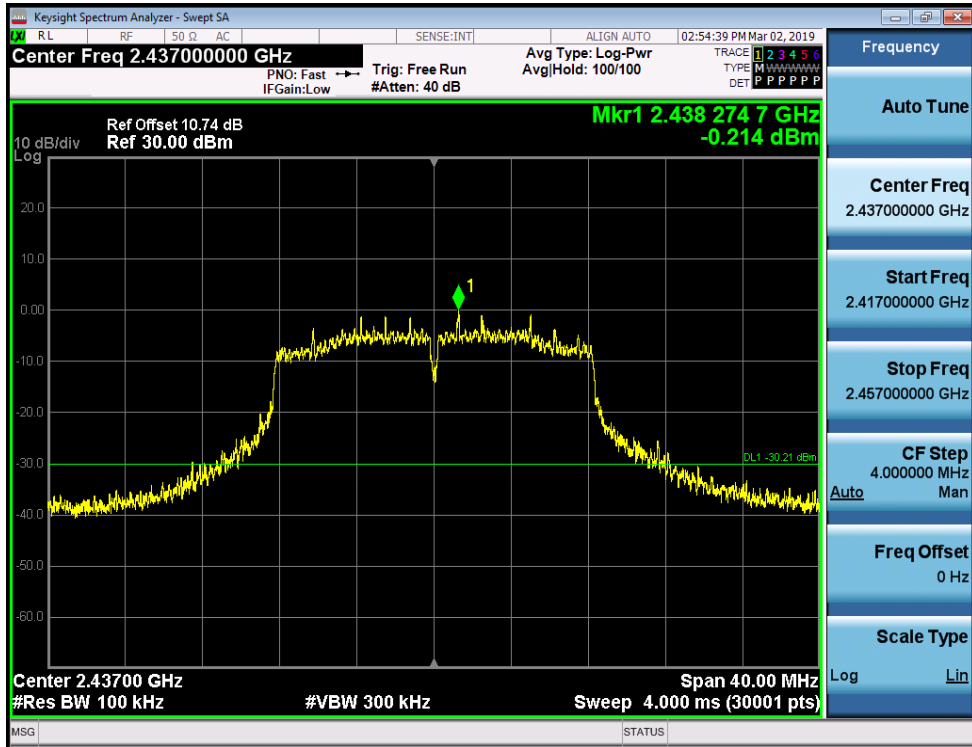 Keysight Spectrum Analyzer - Swept SA
LXI RL RF 50 Ω AC SENSE:INT ALIGN AUTO 02:54:39 PM Mar 02, 2019
Center Freq 2.437000000 GHz
PNO: Fast
IFGain:Low
Trig: Free Run
#Atten: 40 dB
Avg Type: Log-Pwr
Avg|Hold: 100/100
TRACE 1 2 3 4 5 6
TYPE M W W W W W
DET P P P P P P
Mkr1 2.438 274 7 GHz
-0.214 dBm
Ref Offset 10.74 dB
10 dB/div Ref 30.00 dBm
Log
20.0
10.0
0.00
-10.0
-20.0
-30.0
-40.0
-50.0
-60.0
1
DL1 -30.21 dBm
Center 2.43700 GHz Span 40.00 MHz
#Res BW 100 kHz #VBW 300 kHz Sweep 4.000 ms (30001 pts)
MSG STATUS
Frequency
Auto Tune
Center Freq
2.437000000 GHz
Start Freq
2.417000000 GHz
Stop Freq
2.457000000 GHz
CF Step
4.000000 MHz
Auto Man
Freq Offset
0 Hz
Scale Type
Log Lin